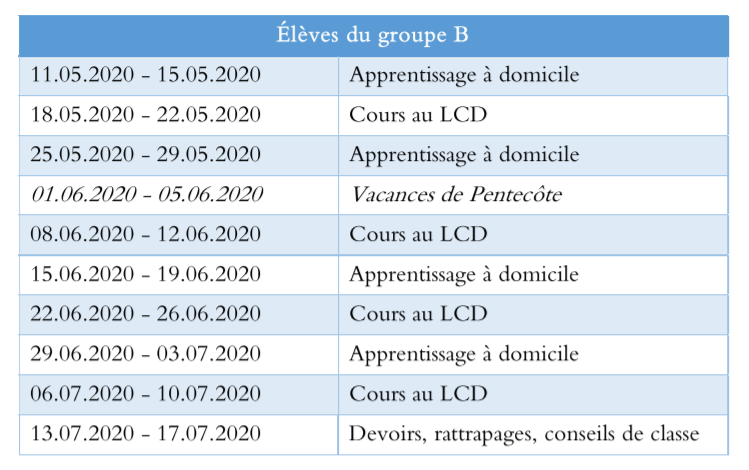 Élèves du groupe B
11.05.2020 – 15.05.2020 Apprentissage à domicile
18.05.2020 – 22.05.2020 Cours au LCD
25.05.2020 – 29.05.2020 Apprentissage à domicile
01.06.2020 – 05.06.2020 Vacances de Pentecôte
08.06.2020 – 12.06.2020 Cours au LCD
15.06.2020 – 19.06.2020 Apprentissage à domicile
22.06.2020 – 26.06.2020 Cours au LCD
29.06.2020 – 03.07.2020 Apprentissage à domicile
06.07.2020 – 10.07.2020 Cours au LCD
13.07.2020 – 17.07.2020 Devoirs, rattrapages, conseils de classe